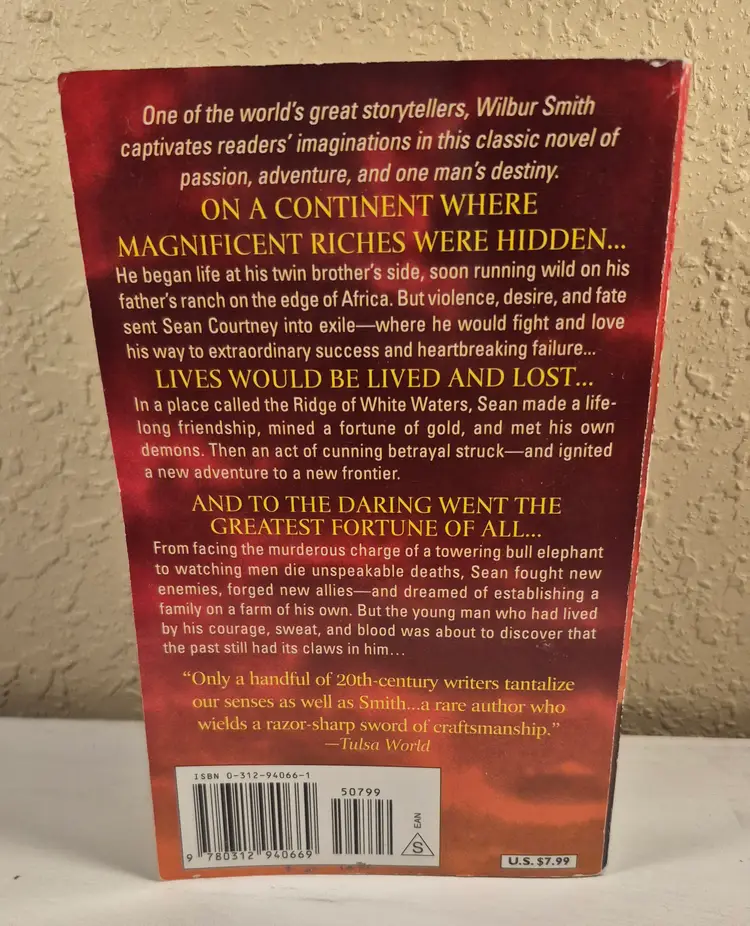 One of the world's great storytellers, Wilbur Smith
captivates readers' imaginations in this classic novel of
passion, adventure, and one man's destiny.
ON A CONTINENT WHERE
MAGNIFICENT RICHES WERE HIDDEN...
He began life at his twin brother's side, soon running wild on his
father's ranch on the edge of Africa. But violence, desire, and fate
sent Sean Courtney into exile—where he would fight and love
his way to extraordinary success and heartbreaking failure...
LIVES WOULD BE LIVED AND LOST...
In a place called the Ridge of White Waters, Sean made a life-
long friendship, mined a fortune of gold, and met his own
demons. Then an act of cunning betrayal struck—and ignited
a new adventure to a new frontier.
AND TO THE DARING WENT THE
GREATEST FORTUNE OF ALL...
From facing the murderous charge of a towering bull elephant
to watching men die unspeakable deaths, Sean fought new
enemies, forged new allies—and dreamed of establishing a
family on a farm of his own. But the young man who had lived
by his courage, sweat, and blood was about to discover that
the past still had its claws in him...
"Only a handful of 20th-century writers tantalize
our senses as well as Smith...a rare author who
wields a razor-sharp sword of craftsmanship."
—Tulsa World
ISBN 0-312-94066-1
50799
9 780312 940669
EAN
S
U.S. $7.99